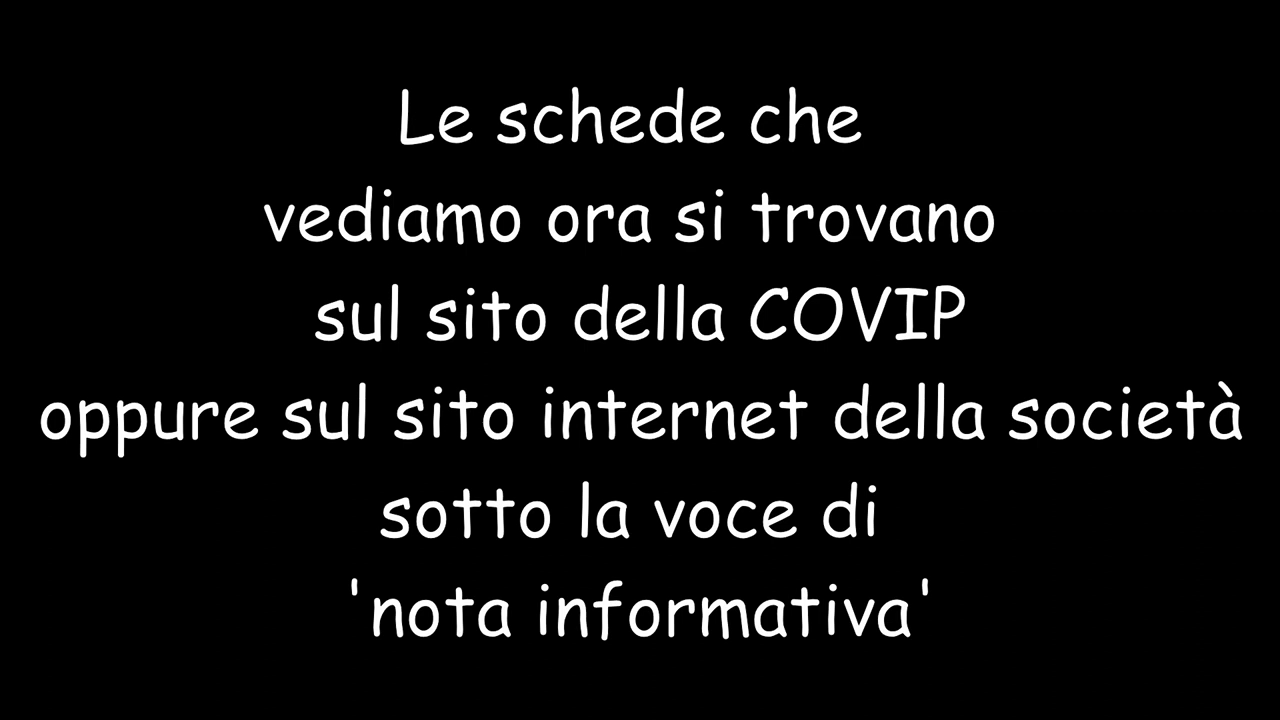 Le schede che
vediamo ora si trovano
sul sito della COVIP
oppure sul sito internet della società
sotto la voce di
'nota informativa'